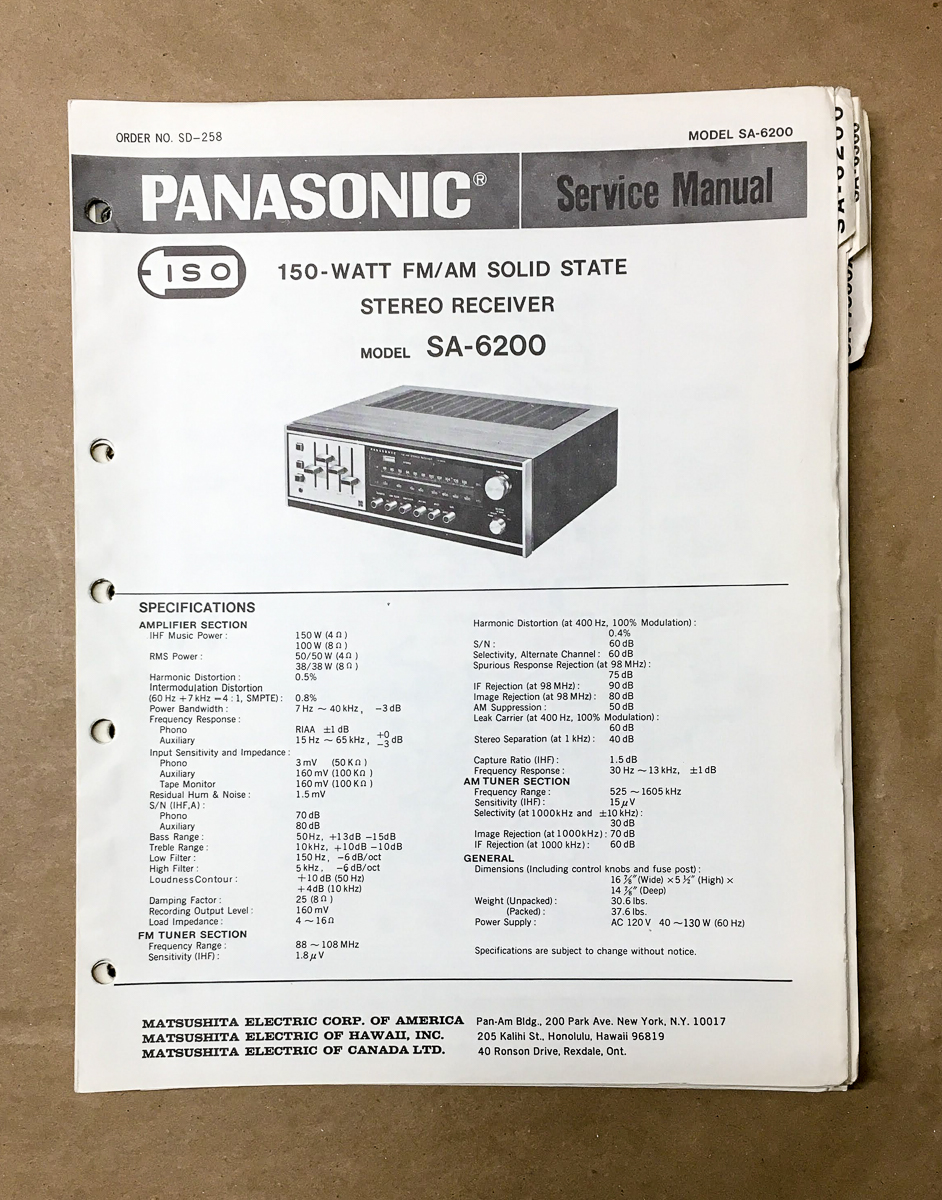 ORDER NO. SD-258
MODEL SA-6200
PANASONIC®
Service Manual
ISO
150-WATT FM/AM SOLID STATE
STEREO RECEIVER
MODEL SA-6200
SPECIFICATIONS
AMPLIFIER SECTION
IHF Music Power: 150 W (4 Ω)
100 W (8 Ω)
RMS Power: 50/50 W (4 Ω)
38/38 W (8 Ω)
Harmonic Distortion: 0.5%
Intermodulation Distortion
(60 Hz + 7 kHz = 4 : 1, SMPTE): 0.8%
Power Bandwidth: 7 Hz ~ 40 kHz, -3 dB
Frequency Response:
Phono RIAA ±1 dB
Auxiliary 15 Hz ~ 65 kHz, +0 -3 dB
Input Sensitivity and Impedance:
Phono 3 mV (50 KΩ)
Auxiliary 160 mV (100 KΩ)
Tape Monitor 160 mV (100 KΩ)
Residual Hum & Noise: 1.5 mV
S/N (IHF,A):
Phono 70 dB
Auxiliary 80 dB
Bass Range: 50Hz, +13dB -15dB
Treble Range: 10kHz, +10dB -10dB
Low Filter: 150 Hz, -6 dB/oct
High Filter: 5 kHz, -6 dB/oct
Loudness Contour: +10 dB (50 Hz)
+4dB (10 kHz)
Damping Factor: 25 (8 Ω)
Recording Output Level: 160 mV
Load Impedance: 4 ~ 16Ω
FM TUNER SECTION
Frequency Range: 88 ~ 108 MHz
Sensitivity (IHF): 1.8 μV
Harmonic Distortion (at 400 Hz, 100% Modulation):
0.4%
S/N: 60 dB
Selectivity, Alternate Channel: 60 dB
Spurious Response Rejection (at 98 MHz):
75 dB
IF Rejection (at 98 MHz): 90 dB
Image Rejection (at 98 MHz): 80 dB
AM Suppression: 50 dB
Leak Carrier (at 400 Hz, 100% Modulation):
60 dB
Stereo Separation (at 1 kHz): 40 dB
Capture Ratio (IHF): 1.5 dB
Frequency Response: 30 Hz ~ 13 kHz, ±1 dB
AM TUNER SECTION
Frequency Range: 525 ~ 1605 kHz
Sensitivity (IHF): 15 μV
Selectivity (at 1000kHz and ±10 kHz):
30 dB
Image Rejection (at 1000kHz): 70 dB
IF Rejection (at 1000 kHz): 60 dB
GENERAL
Dimensions (Including control knobs and fuse post):
(Wide) × 5 ½" (High) ×
(Deep)
Weight (Unpacked): 30.6 lbs.
(Packed): 37.6 lbs.
Power Supply: AC 120 V 40 ~ 130 W (60 Hz)
Specifications are subject to change without notice.
MATSUSHITA ELECTRIC CORP. OF AMERICA Pan-Am Bldg., 200 Park Ave. New York, N.Y. 10017
MATSUSHITA ELECTRIC OF HAWAII, INC. 205 Kalihi St., Honolulu, Hawaii 96819
MATSUSHITA ELECTRIC OF CANADA LTD. 40 Ronson Drive, Rexdale, Ont.
SA-6200